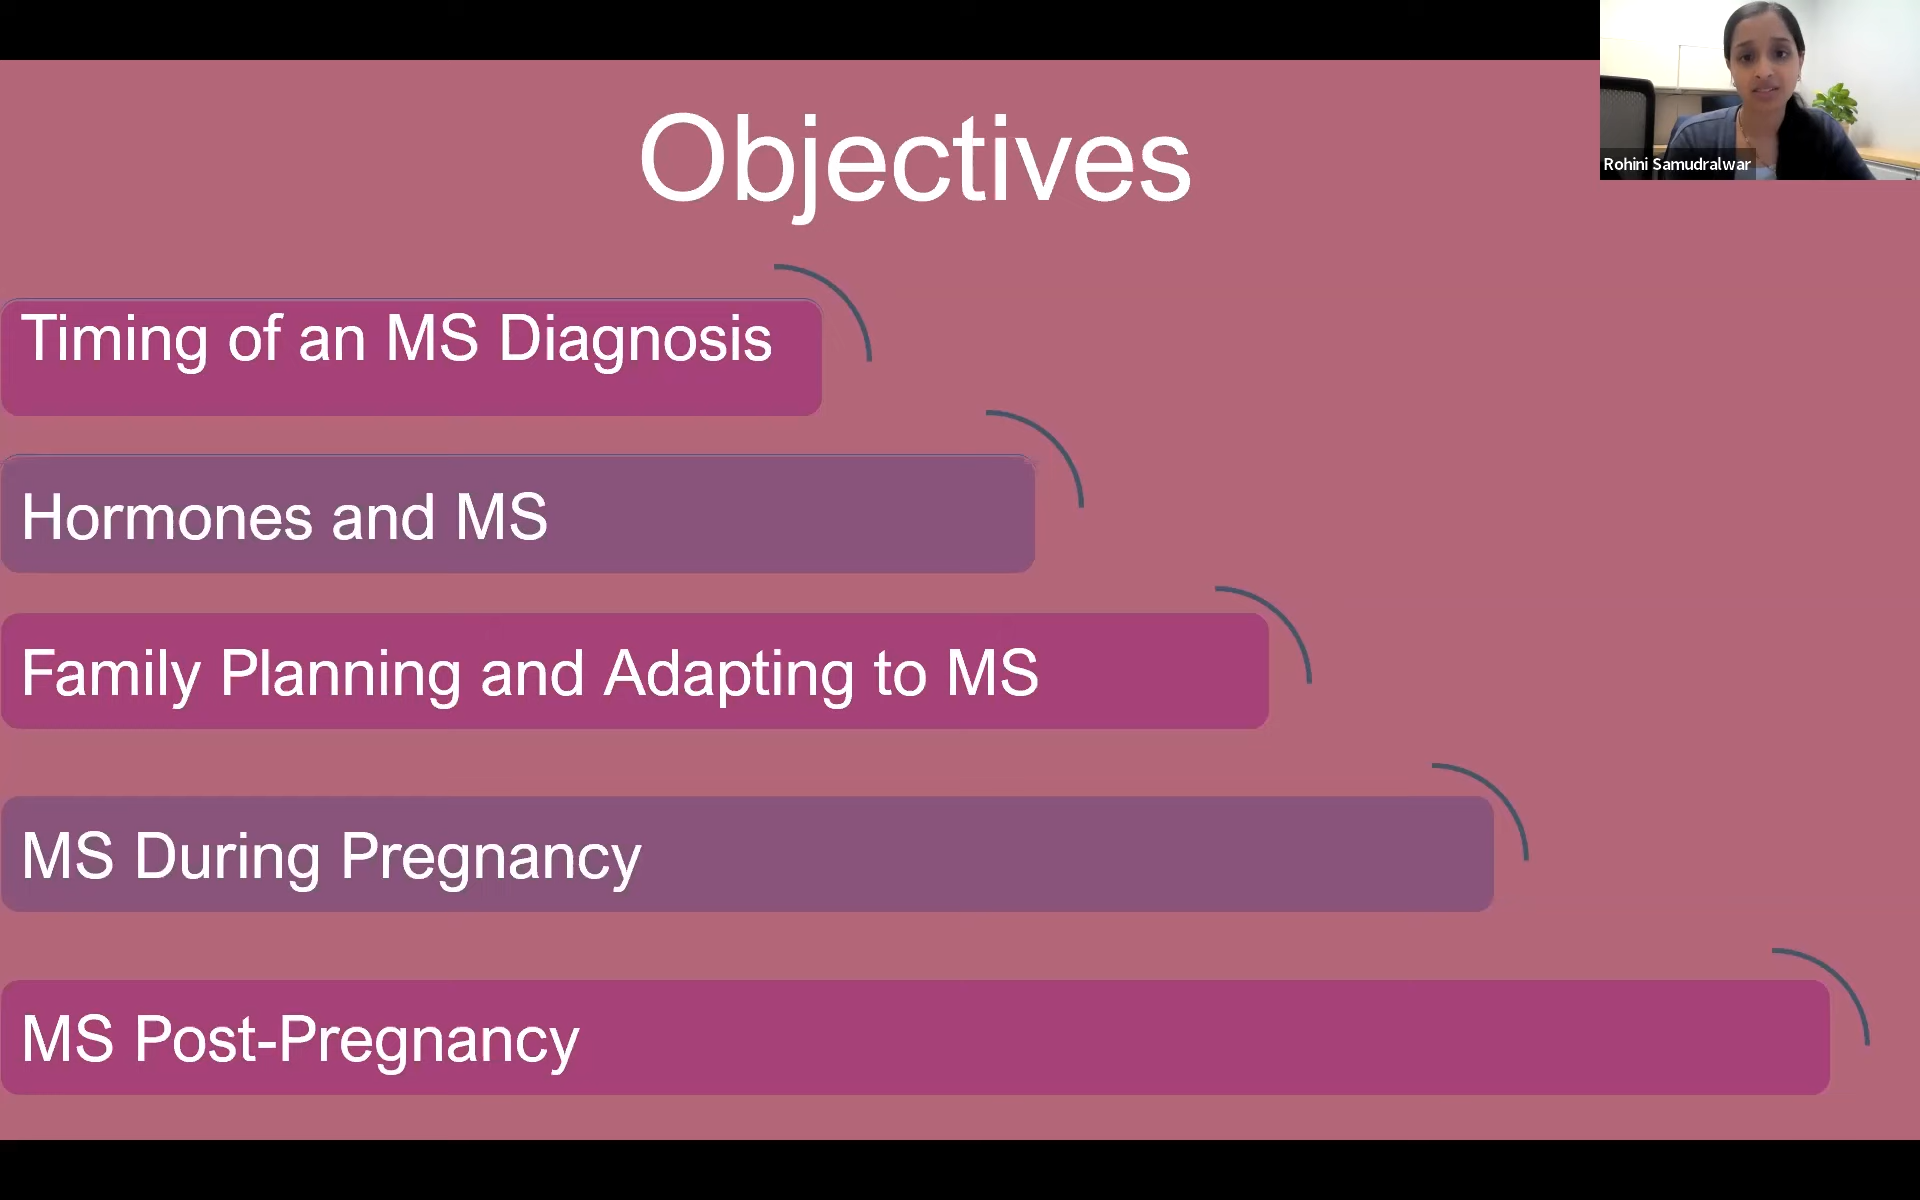 Objectives
Rohini Samudralwar
Timing of an MS Diagnosis
Hormones and MS
Family Planning and Adapting to MS
MS During Pregnancy
MS Post-Pregnancy